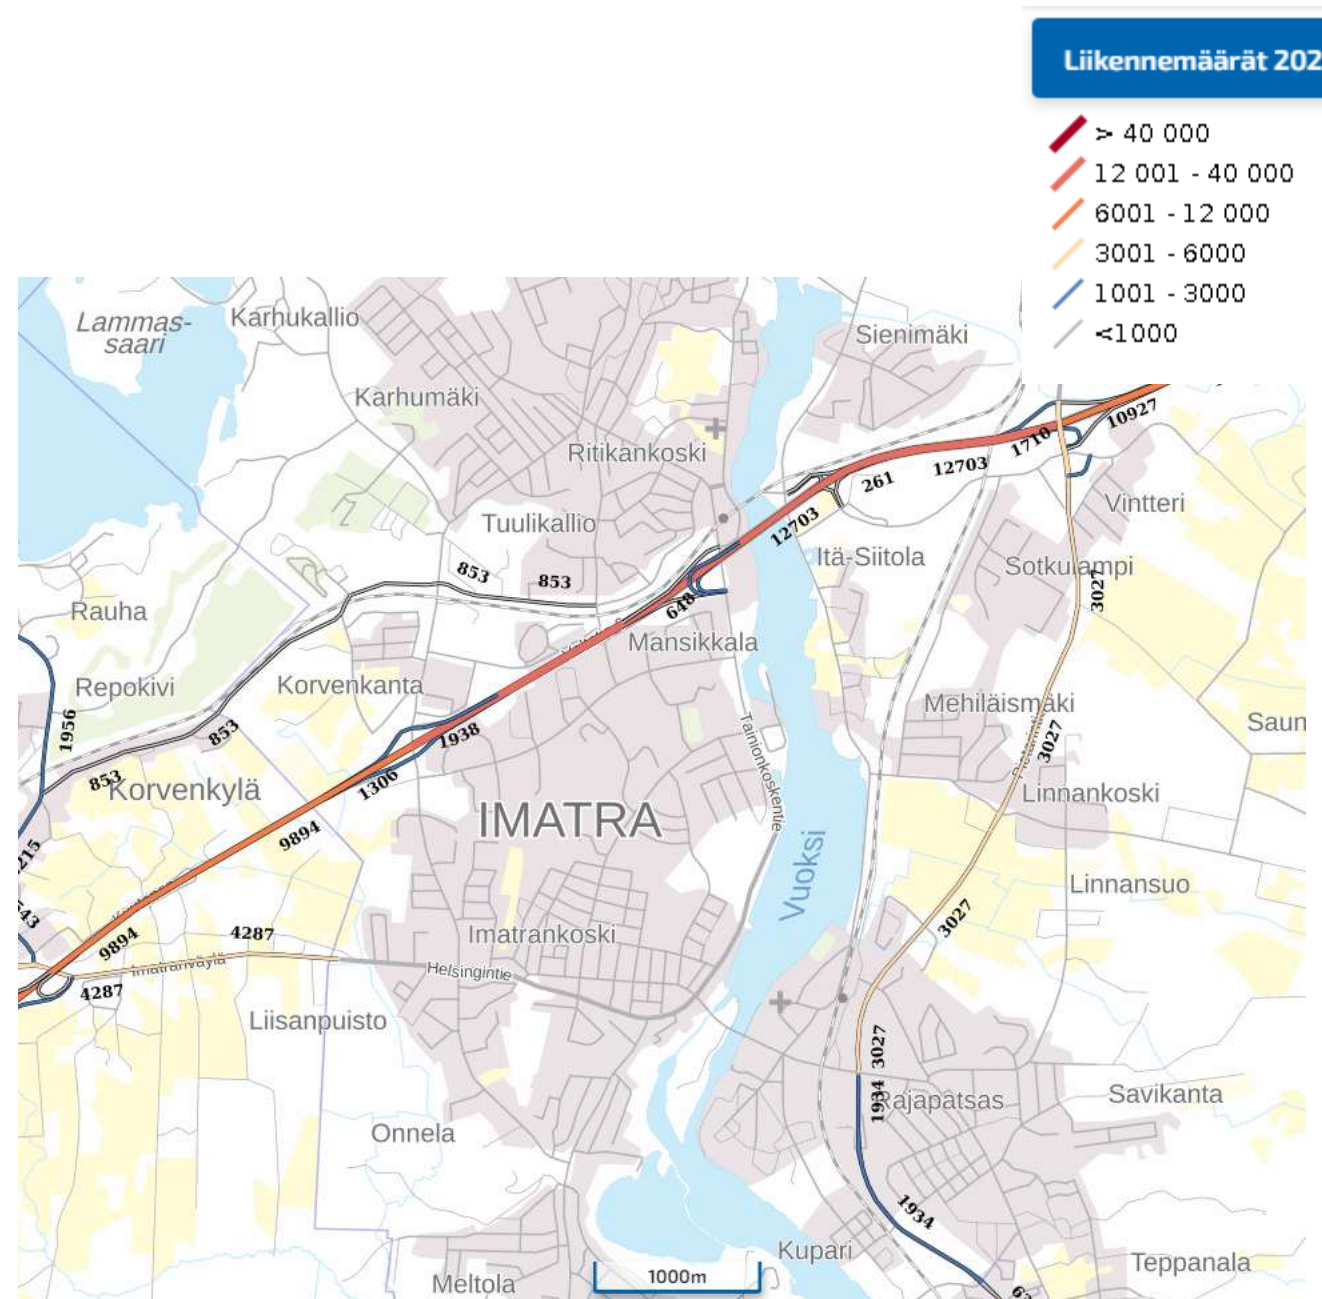 Liikennemäärät 202
> 40 000
12 001 - 40 000
6001 - 12 000
3001 - 6000
1001 - 3000
<1000
Lammas-
saari
Karhukallio
Sienimäki
Karhumäki
10927
1710
Ritikankoski
12703
261
Vintteri
Tuulikallio
12703
Itä-Siitola
Sotkulampi
853
853
3027
Rauha
648
Mansikkala
Repokivi
Korvenkanta
Mehiläismäki
1956
853
1938
Tainionkoskentie
3027
Saun
853
Korvenkylä
1306
Linnankoski
IMATRA
9894
Vuoksi
215
Linnansuo
543
9894
4287
Imatrankoski
3027
Imatranväylä
Helsingintie
4287
Liisanpuisto
3027
1934
Rajapatsas
Savikanta
Onnela
1934
Kupari
Teppanala
1000m
Meltola